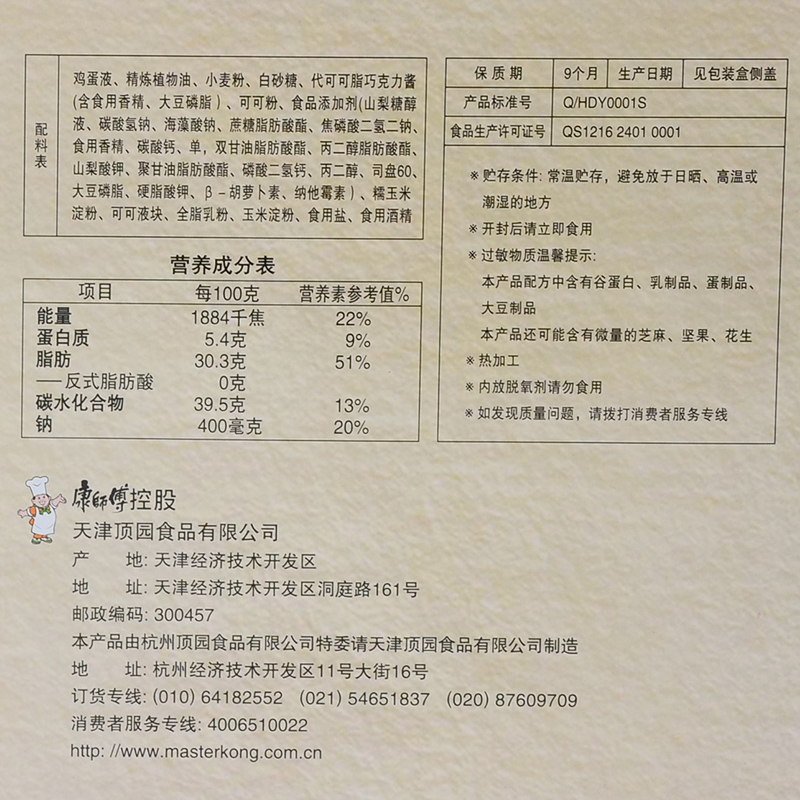 配料表
鸡蛋液、精炼植物油、小麦粉、白砂糖、代可可脂巧克力酱
(含食用香精、大豆磷脂)、可可粉、食品添加剂(山梨糖醇
液、碳酸氢钠、海藻酸钠、蔗糖脂肪酸酯、焦磷酸二氢二钠、
食用香精、碳酸钙、单，双甘油脂肪酸酯、丙二醇脂肪酸酯、
山梨酸钾、聚甘油脂肪酸酯、磷酸二氢钙、丙二醇、司盘60、
大豆磷脂、硬脂酸钾、β－胡萝卜素、纳他霉素)、糯玉米
淀粉、可可液块、全脂乳粉、玉米淀粉、食用盐、食用酒精
营养成分表
项目 每100克 营养素参考值%
能量 1884千焦 22%
蛋白质 5.4克 9%
脂肪 30.3克 51%
——反式脂肪酸 0克
碳水化合物 39.5克 13%
钠 400毫克 20%
保质期 9个月 生产日期 见包装盒侧盖
产品标准号 Q/HDY0001S
食品生产许可证号 QS1216 2401 0001
※贮存条件: 常温贮存，避免放于日晒、高温或
潮湿的地方
※开封后请立即食用
※过敏物质温馨提示:
本产品配方中含有谷蛋白、乳制品、蛋制品、
大豆制品
本产品还可能含有微量的芝麻、坚果、花生
※热加工
※内放脱氧剂请勿食用
※如发现质量问题，请拨打消费者服务专线
康師傅控股
天津顶园食品有限公司
产 地: 天津经济技术开发区
地 址: 天津经济技术开发区洞庭路161号
邮政编码: 300457
本产品由杭州顶园食品有限公司特委请天津顶园食品有限公司制造
地 址: 杭州经济技术开发区11号大街16号
订货专线: (010) 64182552 (021) 54651837 (020) 87609709
消费者服务专线: 4006510022
http: //www.masterkong.com.cn